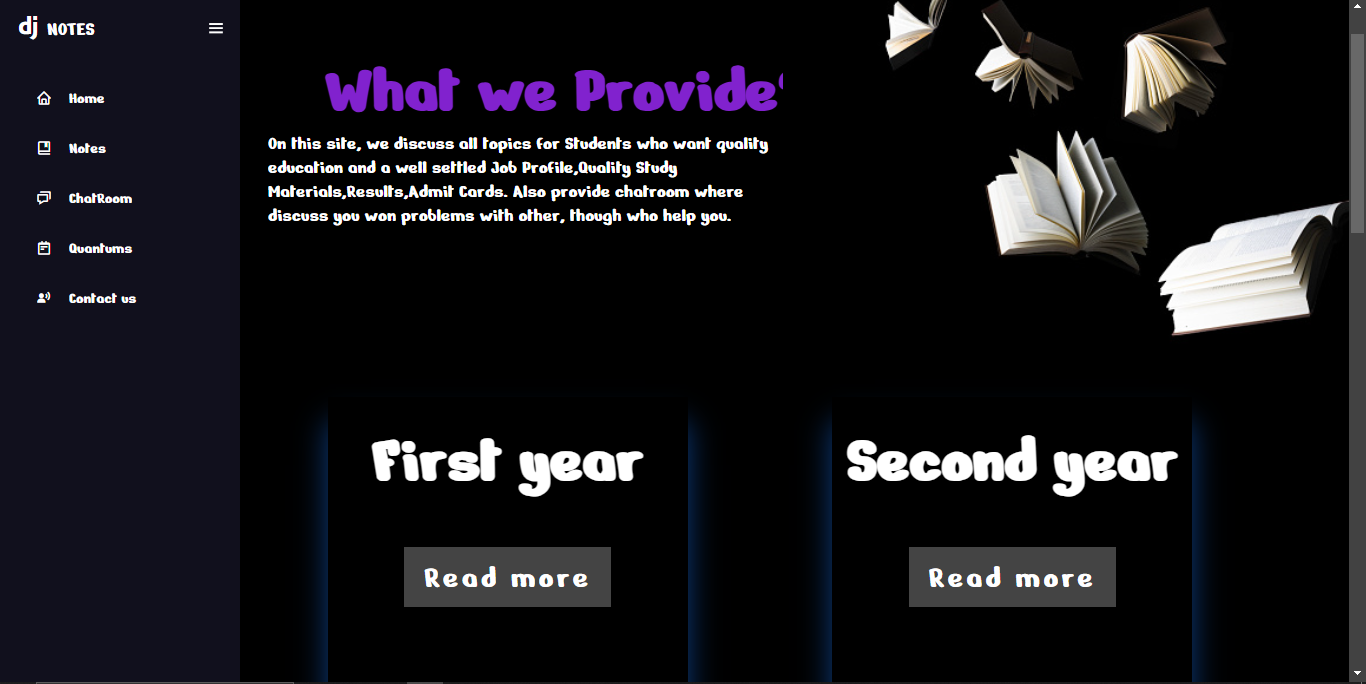 dj NOTES
Home
Notes
ChatRoom
Quantums
Contact us
What we Provide
On this site, we discuss all topics for Students who want quality
education and a well settled Job Profile,Quality Study
Materials,Results,Admit Cards. Also provide chatroom where
discuss you won problems with other, though who help you.
First year
Second year
Read more
Read more